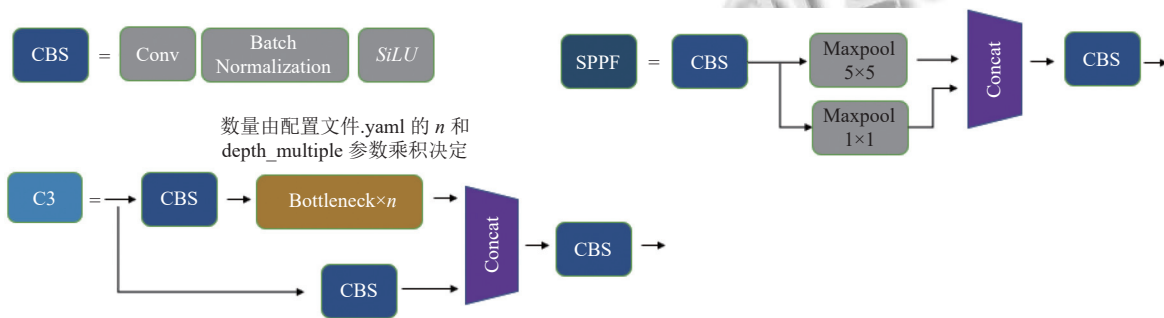 CBS
=
Conv
Batch
Normalization
SiLU
SPPF
=
CBS
Maxpool
5×5
Maxpool
1×1
Concat
CBS
数量由配置文件.yaml 的 n 和
depth_multiple 参数乘积决定
C3
=
CBS
Bottleneck×n
CBS
Concat
CBS